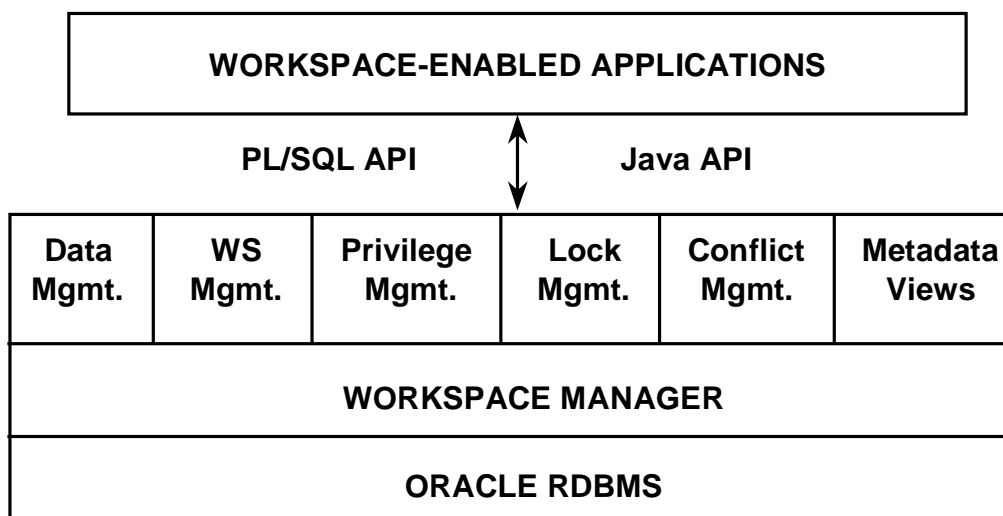 WORKSPACE-ENABLED APPLICATIONS
PL/SQL API Java API
Data WS Privilege Lock Conflict Metadata
Mgmt. Mgmt. Mgmt. Mgmt. Mgmt. Views
WORKSPACE MANAGER
ORACLE RDBMS